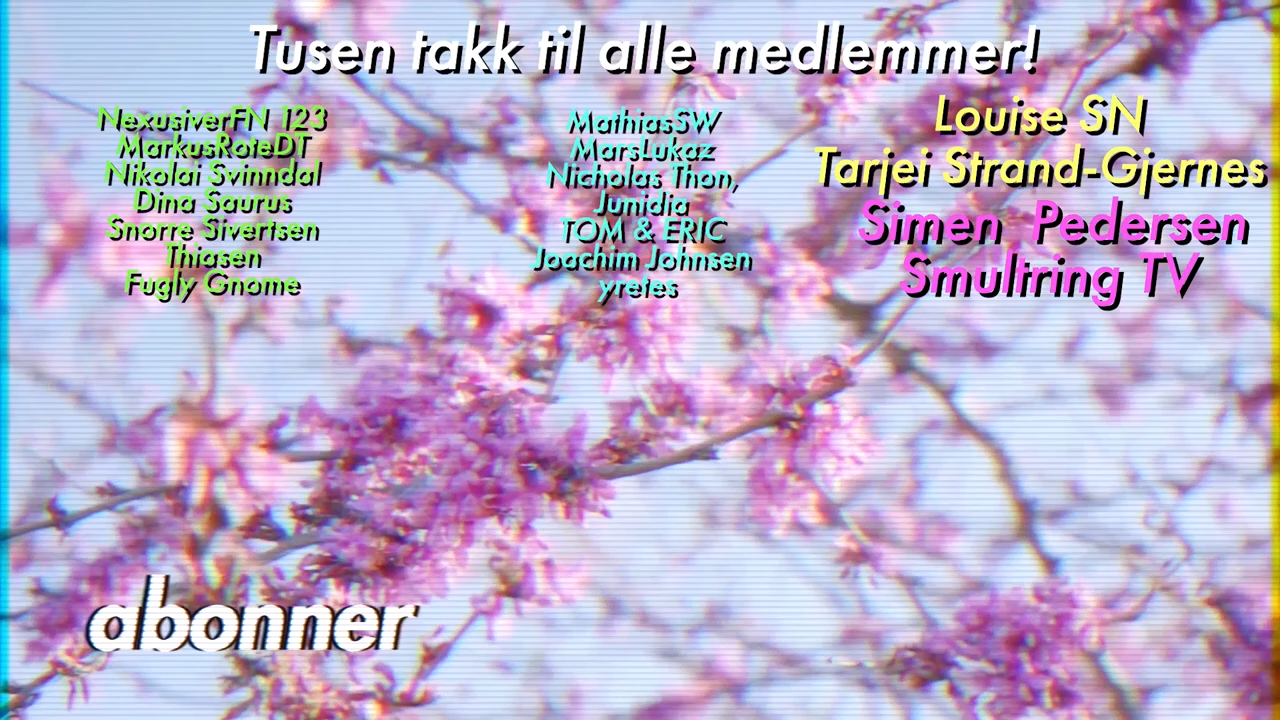 Tusen takk til alle medlemmer!
NexusiverFN 123
MarkusRoteDT
Nikolai Svinndal
Dina Saurus
Snorre Sivertsen
Thiasen
Fugly Gnome
MathiasSW
MarsLukaz
Nicholas Thon,
Junidia
TOM & ERIC
Joachim Johnsen
yretes
Louise SN
Tarjei Strand-Gjernes
Simen Pedersen
Smultring TV
abonner